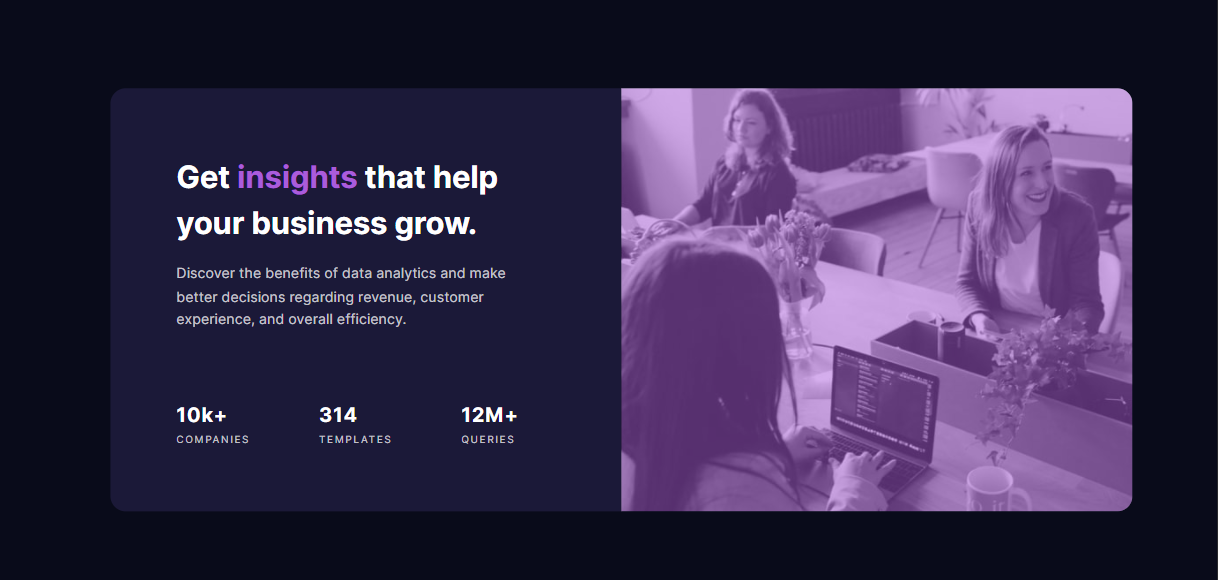 Get insights that help
your business grow.
Discover the benefits of data analytics and make
better decisions regarding revenue, customer
experience, and overall efficiency.
10k+ 314 12M+
COMPANIES TEMPLATES QUERIES